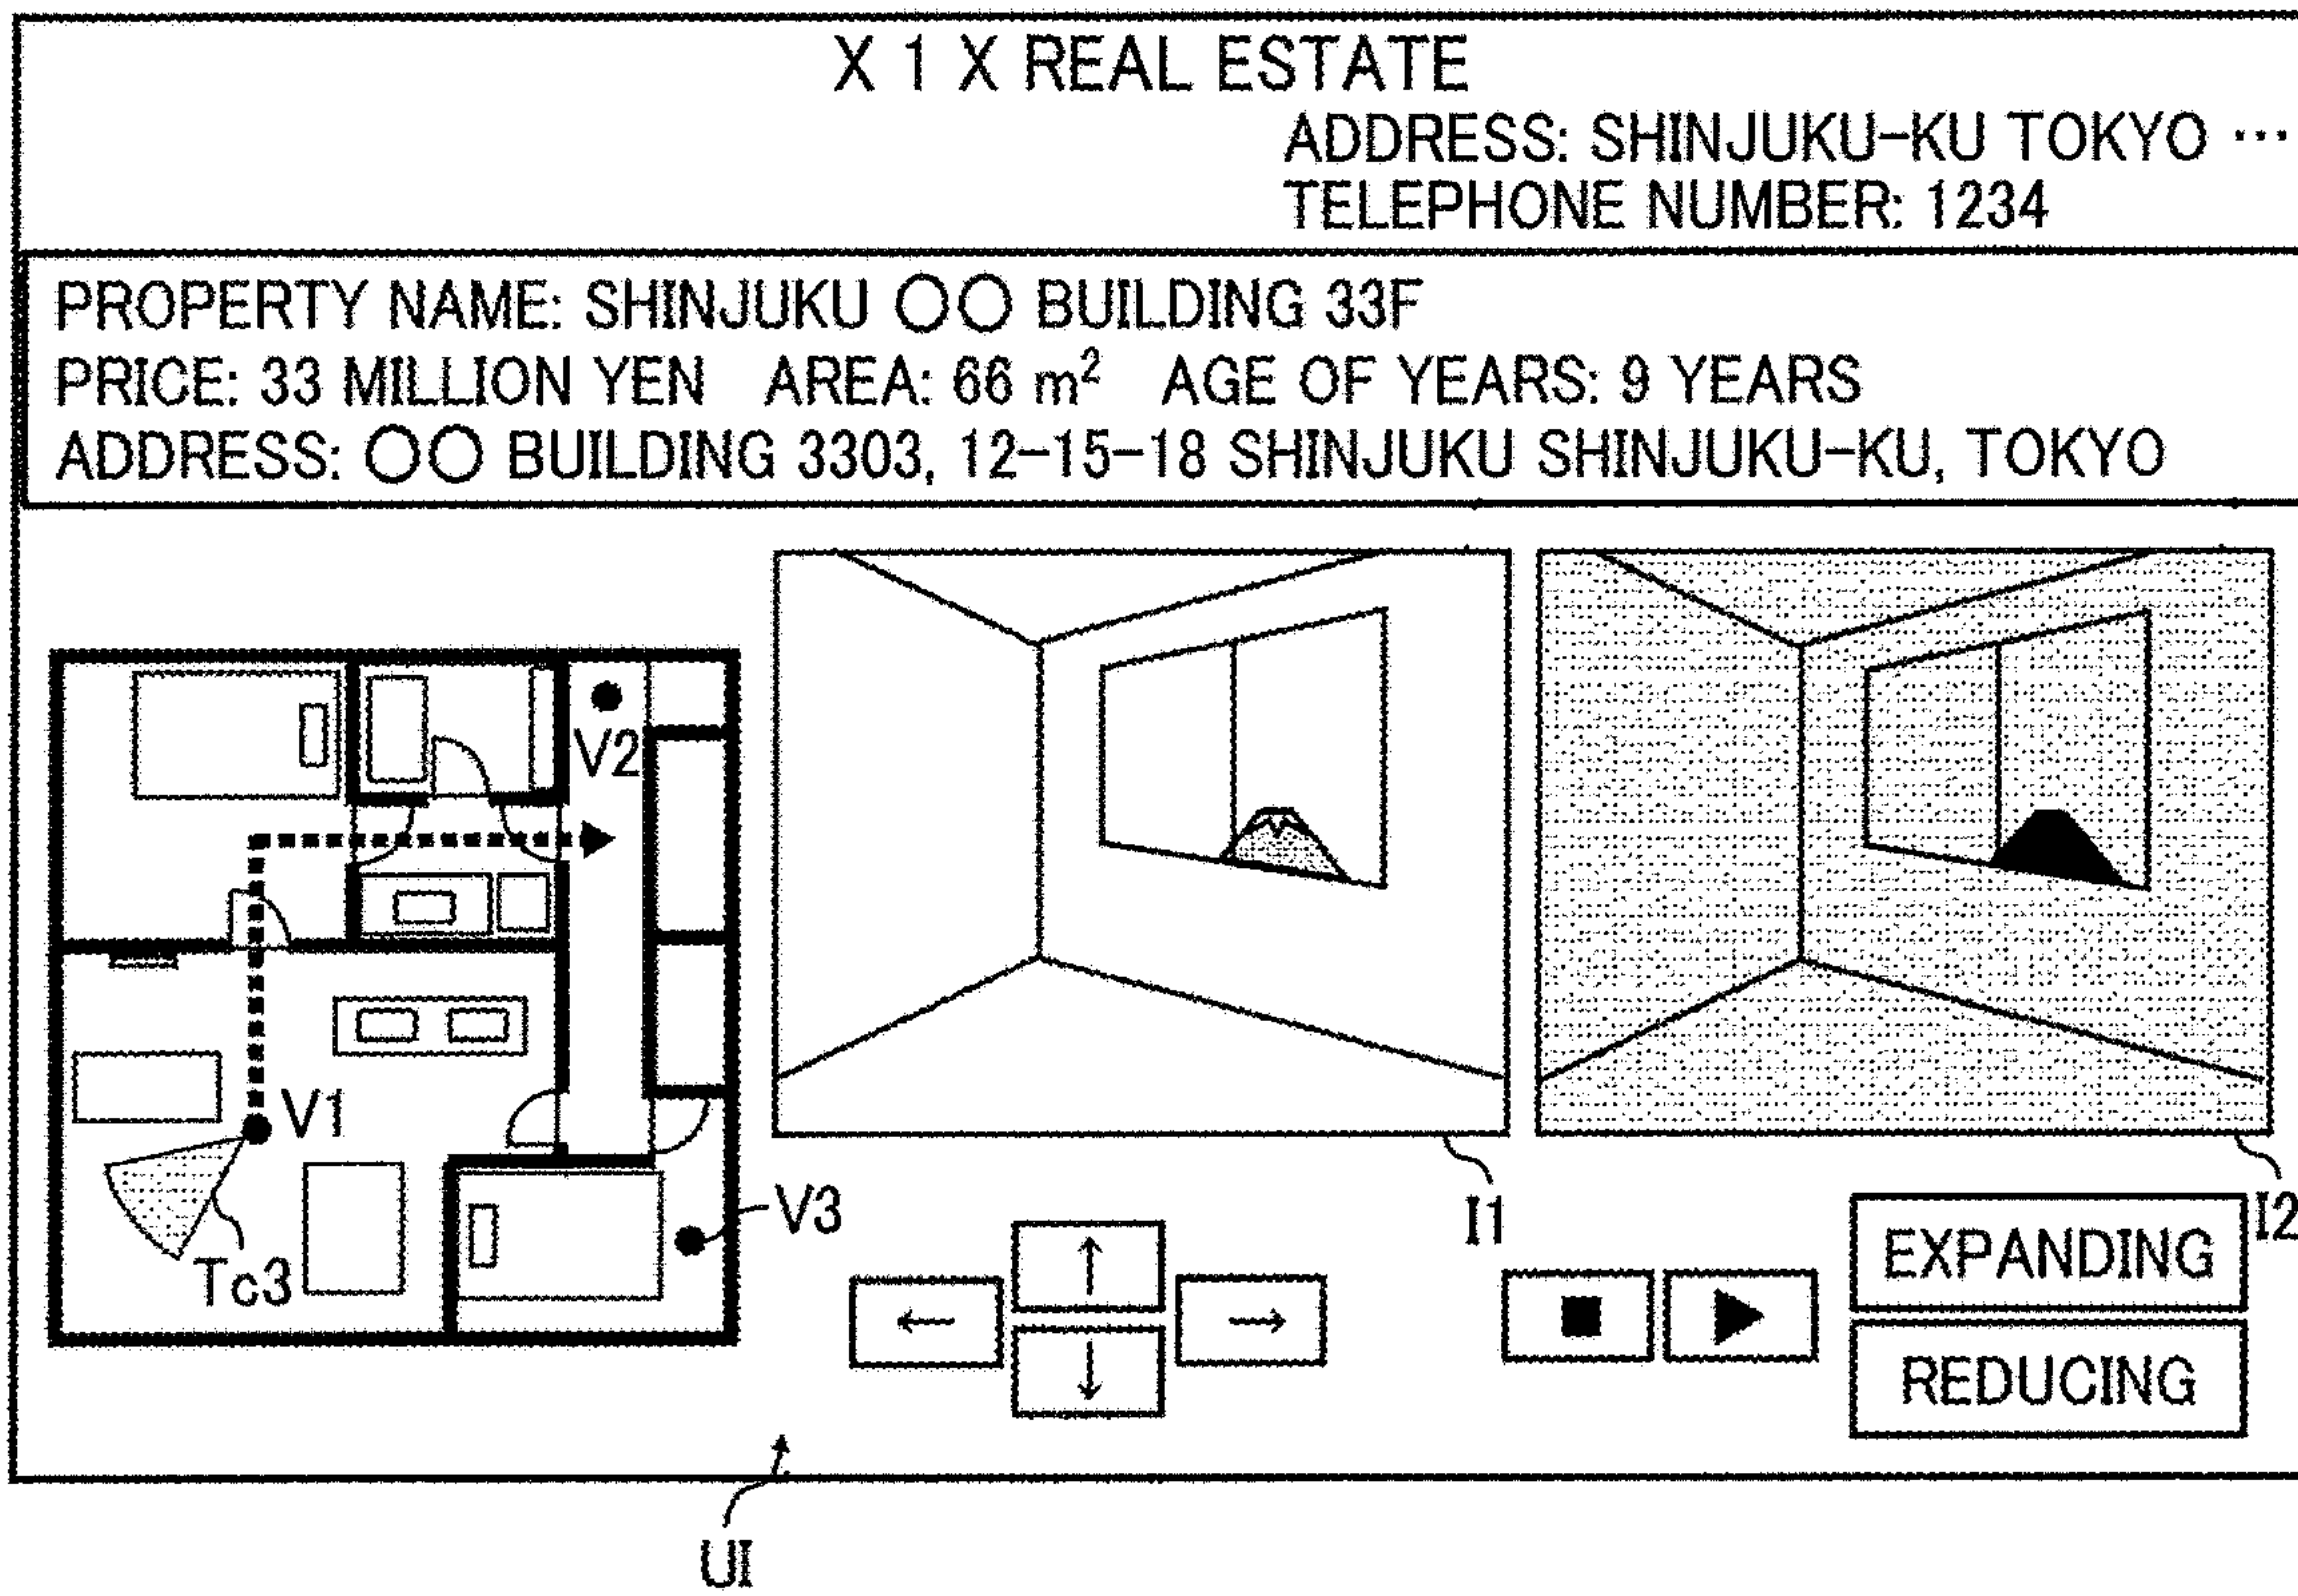 X 1 X REAL ESTATE
ADDRESS: SHINJUKU-KU TOKYO ···
TELEPHONE NUMBER: 1234
PROPERTY NAME: SHINJUKU ○○ BUILDING 33F
PRICE: 33 MILLION YEN AREA: 66 m² AGE OF YEARS: 9 YEARS
ADDRESS: ○○ BUILDING 3303, 12-15-18 SHINJUKU SHINJUKU-KU, TOKYO
V2
V1
V3
Tc3
I1
I2
←
↑
↓
→
■
▶
EXPANDING
REDUCING
UI